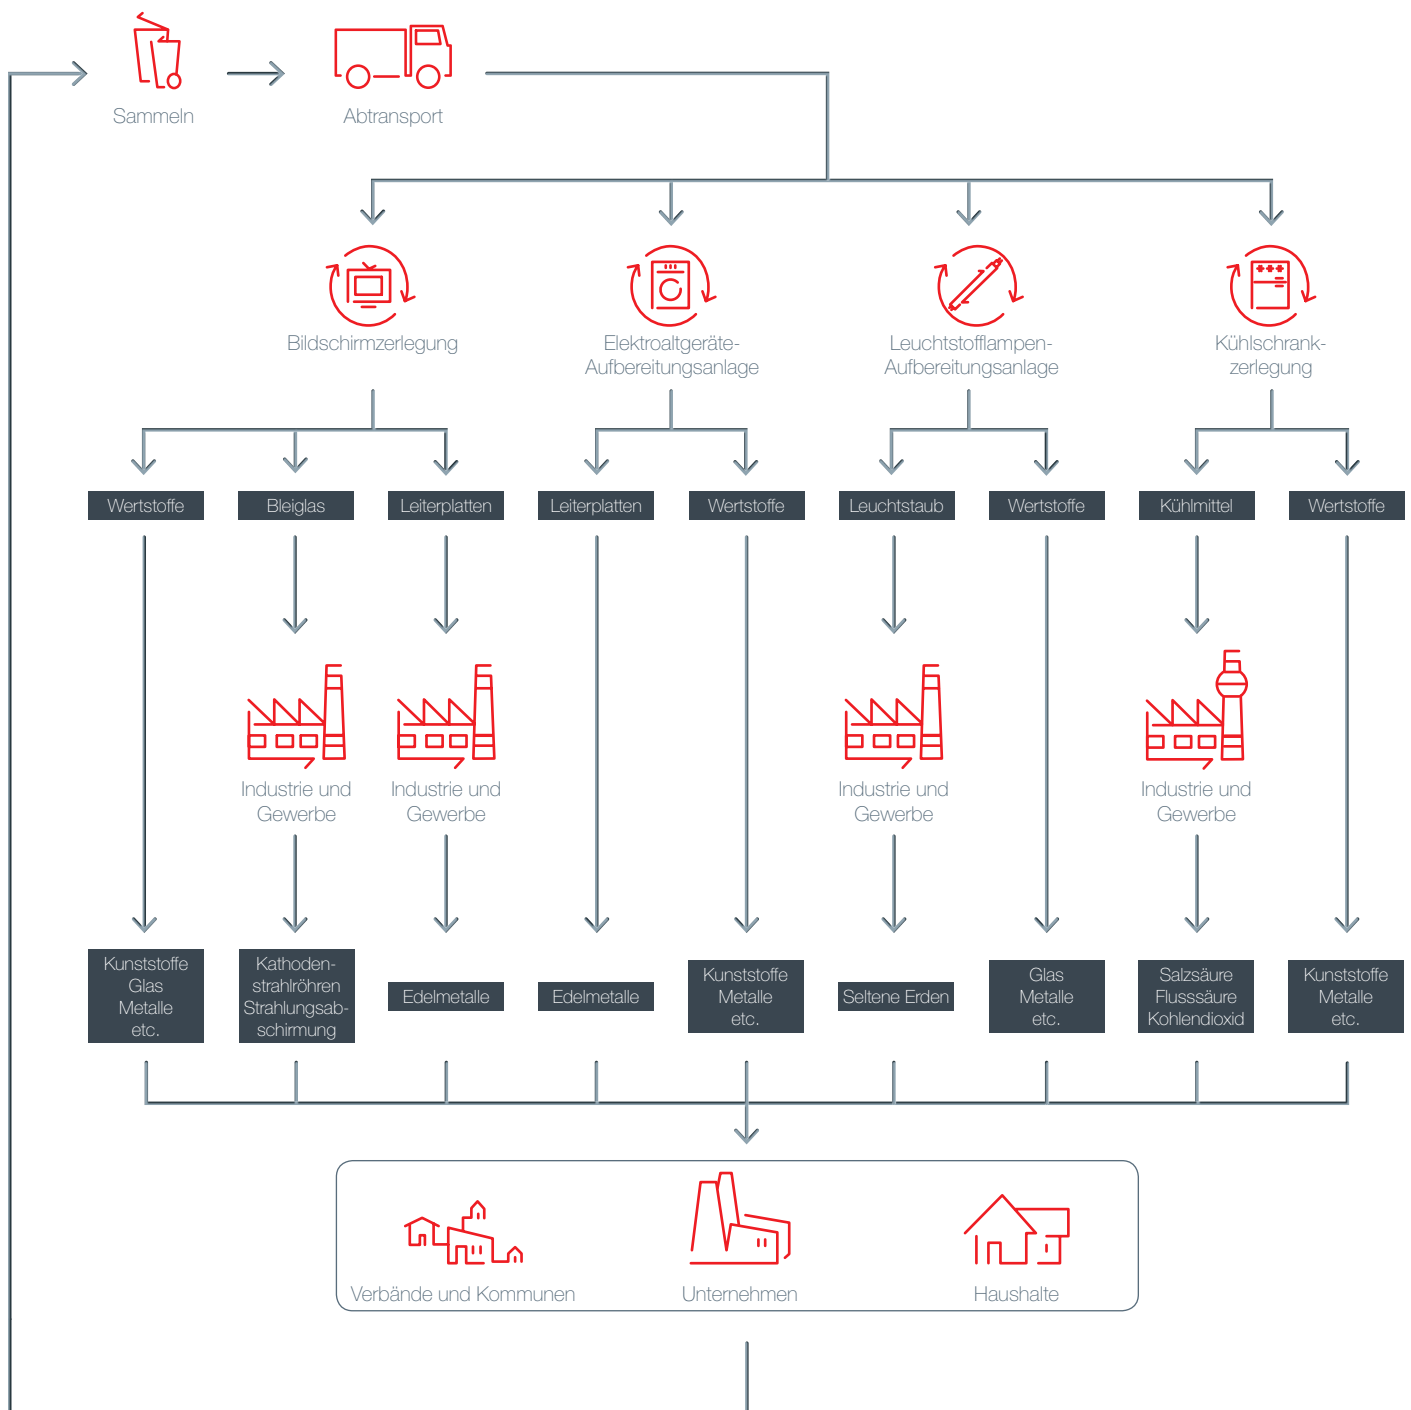 Sammeln
Abtransport
Bildschirmzerlegung
Elektroaltgeräte-
Aufbereitungsanlage
Leuchtstofflampen-
Aufbereitungsanlage
Kühlschrank-
zerlegung
Wertstoffe
Bleiglas
Leiterplatten
Leiterplatten
Wertstoffe
Leuchtstaub
Wertstoffe
Kühlmittel
Wertstoffe
Industrie und
Gewerbe
Industrie und
Gewerbe
Industrie und
Gewerbe
Industrie und
Gewerbe
Kunststoffe
Glas
Metalle
etc.
Kathoden-
strahlröhren
Strahlungsab-
schirmung
Edelmetalle
Edelmetalle
Kunststoffe
Metalle
etc.
Seltene Erden
Glas
Metalle
etc.
Salzsäure
Flusssäure
Kohlendioxid
Kunststoffe
Metalle
etc.
Verbände und Kommunen
Unternehmen
Haushalte